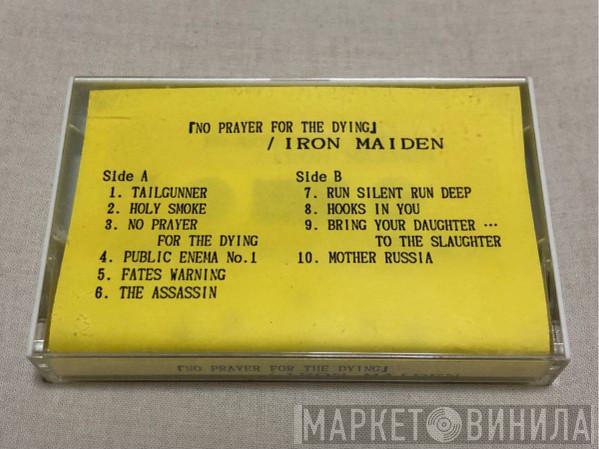 『NO PRAYER FOR THE DYING』
/ IRON MAIDEN
Side A
1. TAILGUNNER
2. HOLY SMOKE
3. NO PRAYER
FOR THE DYING
4. PUBLIC ENEMA No.1
5. FATES WARNING
6. THE ASSASSIN
Side B
7. RUN SILENT RUN DEEP
8. HOOKS IN YOU
9. BRING YOUR DAUGHTER …
TO THE SLAUGHTER
10. MOTHER RUSSIA
『NO PRAYER FOR THE DYING』
/ IRON MAIDEN
МАРКЕТ ВИНИЛА